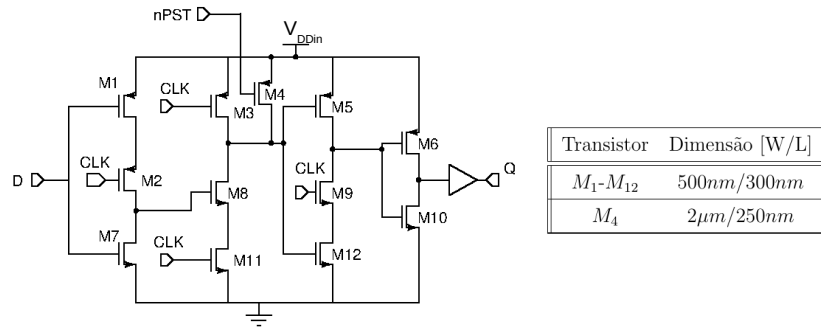 nPST
V DDin
M1
CLK
M3
M4
M5
M6
CLK
M2
D
M8
CLK
M9
Q
M7
CLK
M11
M12
M10
Transistor Dimensão [W/L]
M1-M12 500nm/300nm
M4 2μm/250nm